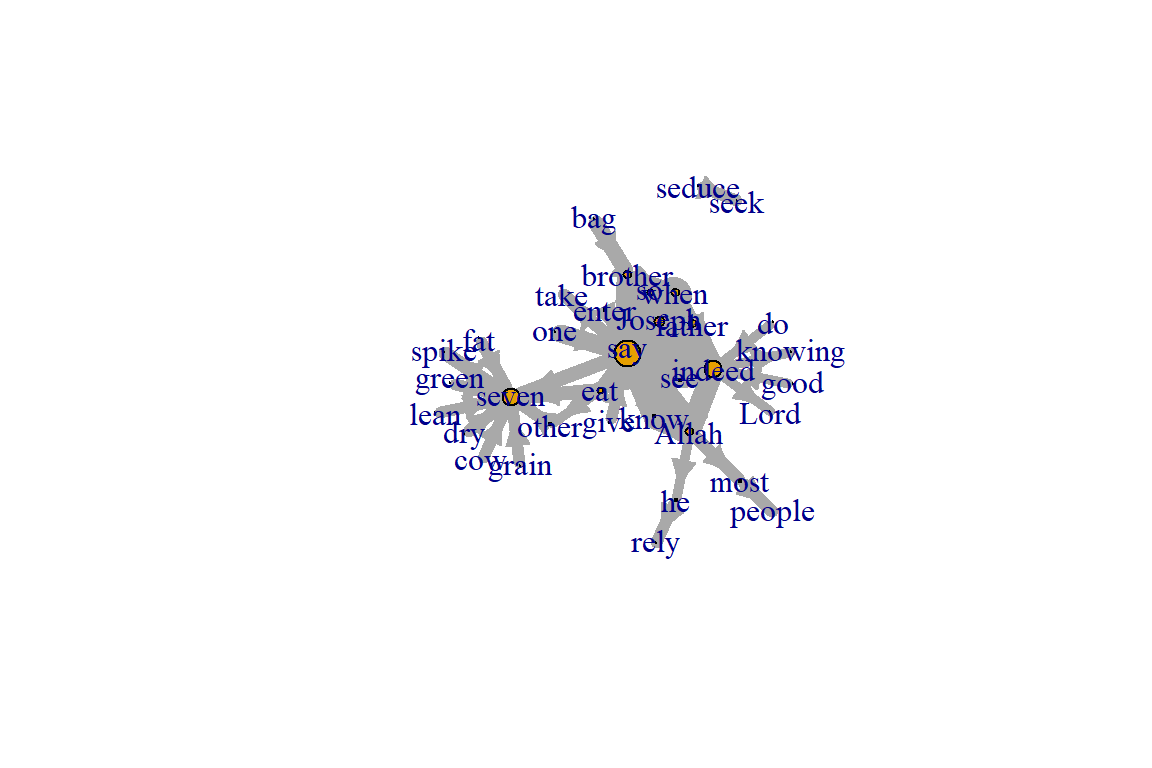 seduce
seek
bag
brother
so
when
take
enter
Joseph
father
one
do
say
knowing
fat
spike
indeed
see
green
good
seven
eat
lean
Lord
other
give
know
dry
Allah
cow
grain
most
he
people
rely